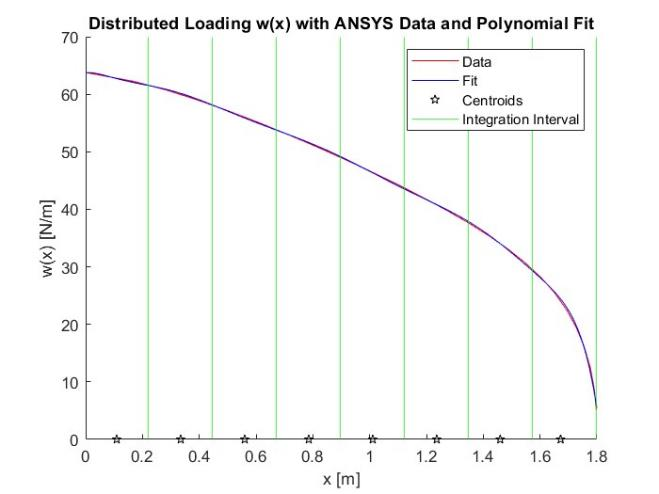 Distributed Loading w(x) with ANSYS Data and Polynomial Fit
Data
Fit
Centroids
Integration Interval
w(x) [N/m]
70
60
50
40
30
20
10
0
0 0.2 0.4 0.6 0.8 1 1.2 1.4 1.6 1.8
x [m]